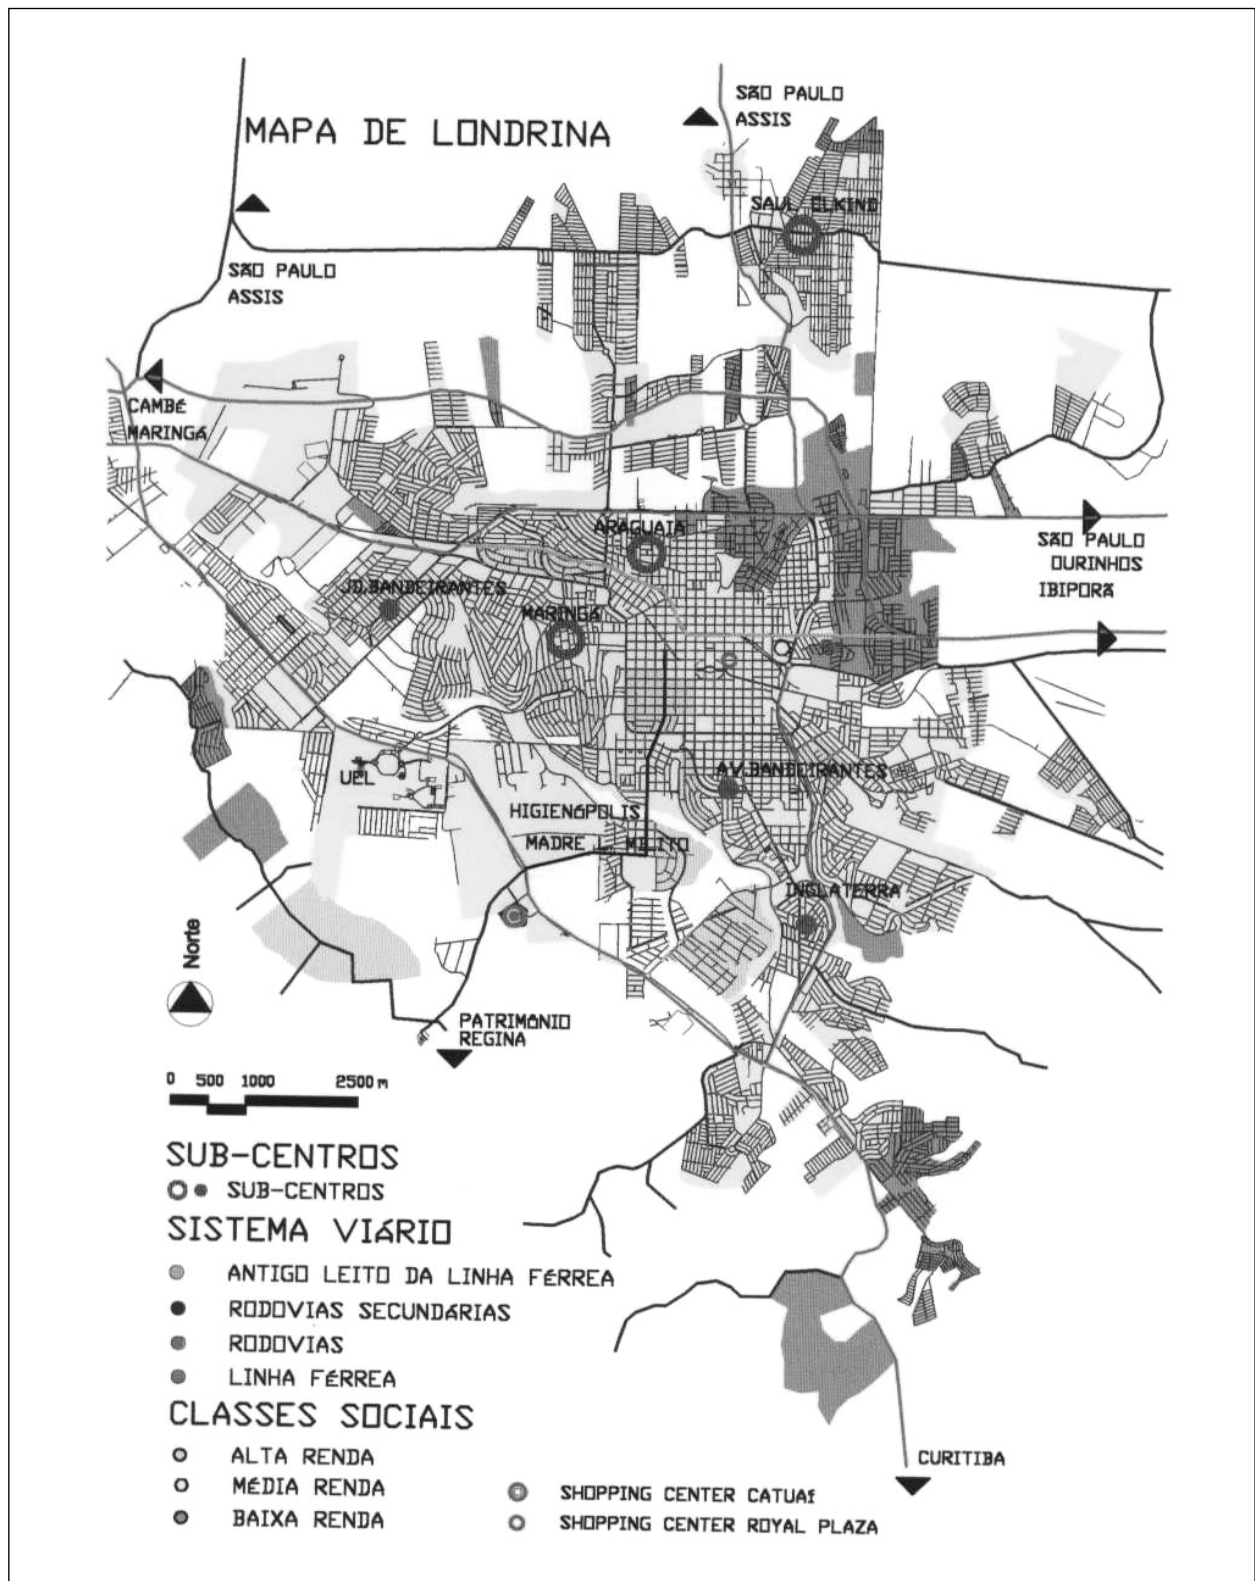 SÃO PAULO
ASSIS
MAPA DE LONDRINA
SAUL ELKIND
SÃO PAULO
ASSIS
CAMBÉ
MARINGÁ
ARAGUAIA
SÃO PAULO
OURINHOS
IBIPORÃ
JD.BANDEIRANTES
MARINGÁ
AV.BANDEIRANTES
UEL
HIGIENÓPOLIS
MADRE L. MILITO
INGLATERRA
Norte
PATRIMÔNIO
REGINA
0 500 1000 2500 m
SUB-CENTROS
SUB-CENTROS
SISTEMA VIÁRIO
ANTIGO LEITO DA LINHA FÉRREA
RODOVIAS SECUNDÁRIAS
RODOVIAS
LINHA FÉRREA
CLASSES SOCIAIS
ALTA RENDA
MÉDIA RENDA
BAIXA RENDA
CURITIBA
SHOPPING CENTER CATUAÍ
SHOPPING CENTER ROYAL PLAZA